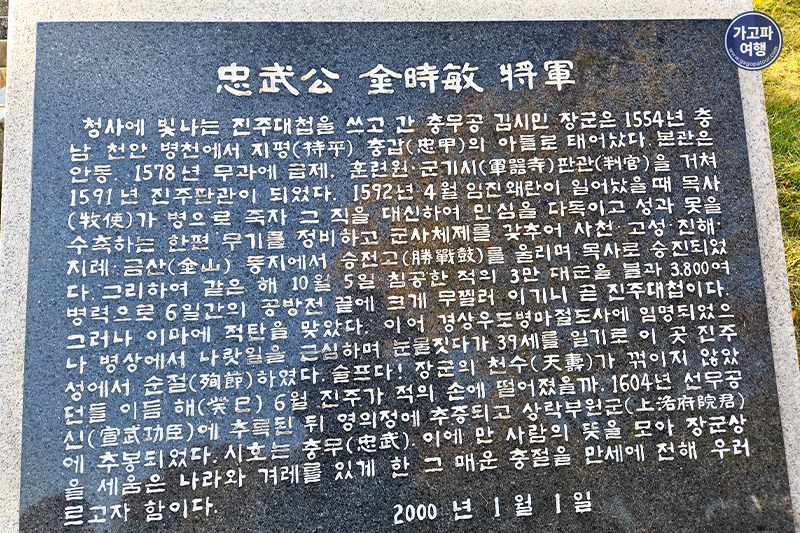 忠武公 金時敏 將軍
청사에 빛나는 진주대첩을 쓰고 간 충무공 김시민 장군은 1554년 충
남 천안 병천에서 지평(持平) 충갑(忠甲)의 아들로 태어났다. 본관은
안동. 1578년 무과에 급제. 훈련원·군기시(軍器寺)판관(判官)을 거쳐
1591년 진주판관이 되었다. 1592년 4월 임진왜란이 일어났을 때 목사
(牧使)가 병으로 죽자 그 직을 대신하여 민심을 다독이고 성과 못을
수축하는 한편 무기를 정비하고 군사체제를 갖추어 사천·고성·진해·
지례·금산(金山) 등지에서 승전고(勝戰鼓)를 울리며 목사로 승진되었
다. 그리하여 같은 해 10월 5일 침공한 적의 3만 대군을 불과 3.800여
병력으로 6일간의 공방전 끝에 크게 무찔러 이기니 곧 진주대첩이다.
그러나 이마에 적탄을 맞았다. 이어 경상우도병마절도사에 임명되었으
나 병상에서 나랏일을 근심하며 눈물짓다가 39세를 일기로 이 곳 진주
성에서 순절(殉節)하였다. 슬프다! 장군의 천수(天壽)가 꺾이지 않았
던들 이듬 해(癸巳) 6월 진주가 적의 손에 떨어졌을까. 1604년 선무공
신(宣武功臣)에 추록된 뒤 영의정에 추증되고 상락부원군(上洛府院君)
에 추봉되었다. 시호는 충무(忠武). 이에 만 사람의 뜻을 모아 장군상
을 세움은 나라와 겨레를 있게 한 그 매운 충절을 만세에 전해 우러
르고자 함이다.
2000년 1월 1일
가고파
여행
www.gagopatour.com